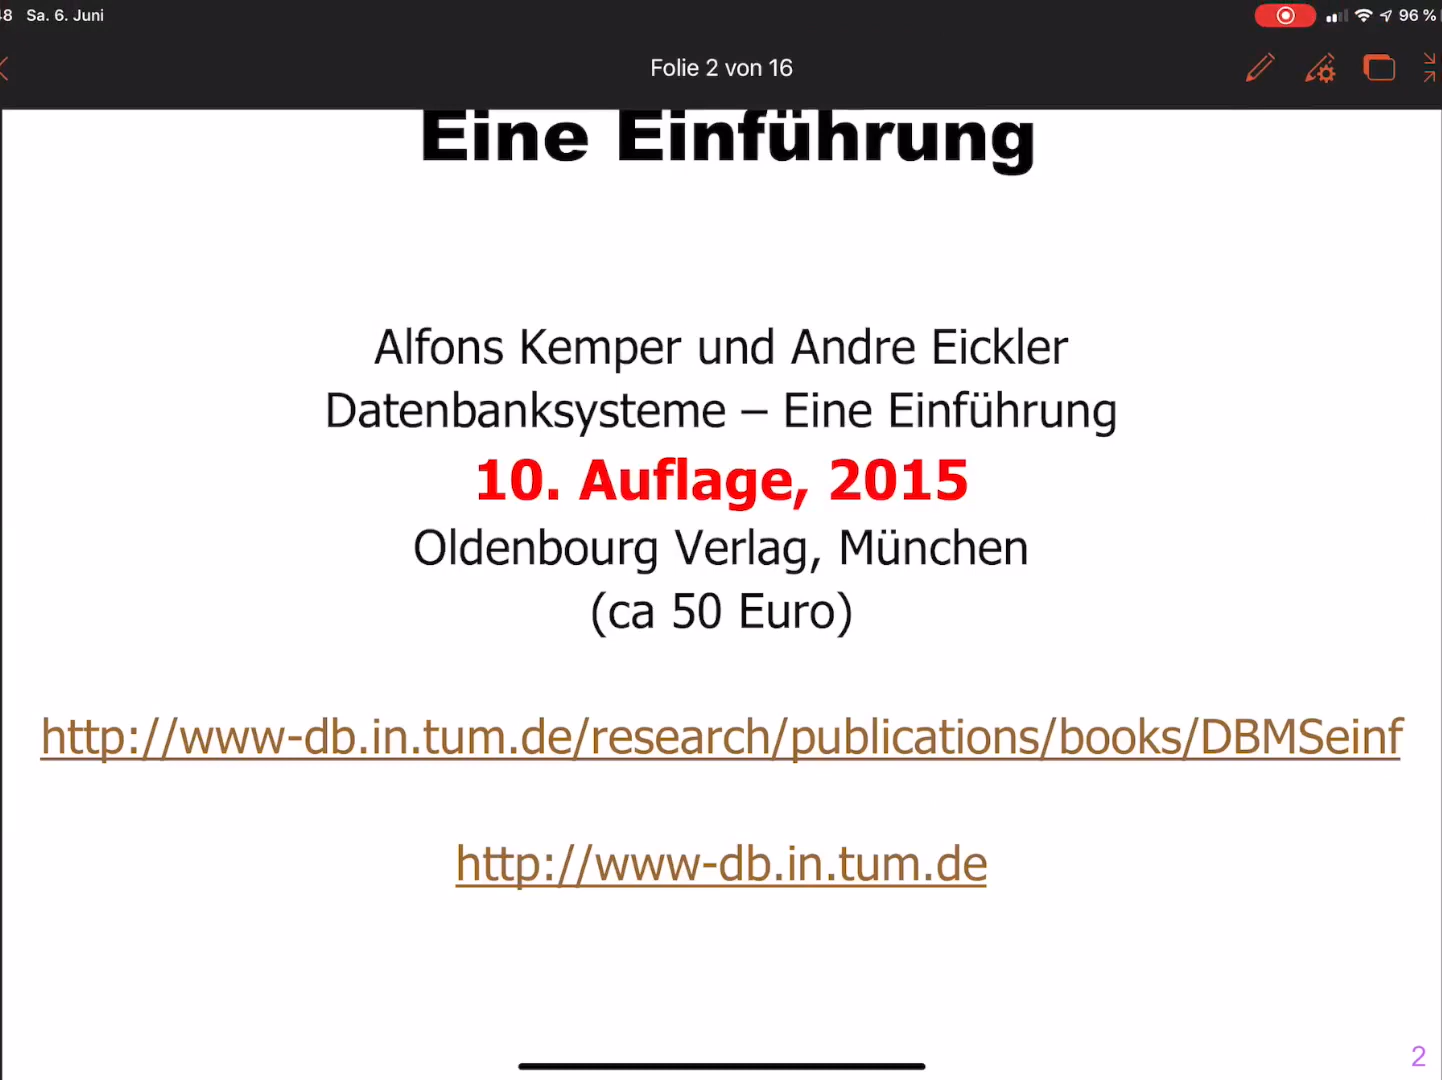 48 Sa. 6. Juni 96 %
Folie 2 von 16
Eine Einführung
Alfons Kemper und Andre Eickler
Datenbanksysteme – Eine Einführung
10. Auflage, 2015
Oldenbourg Verlag, München
(ca 50 Euro)
http://www-db.in.tum.de/research/publications/books/DBMSeinf
http://www-db.in.tum.de
2